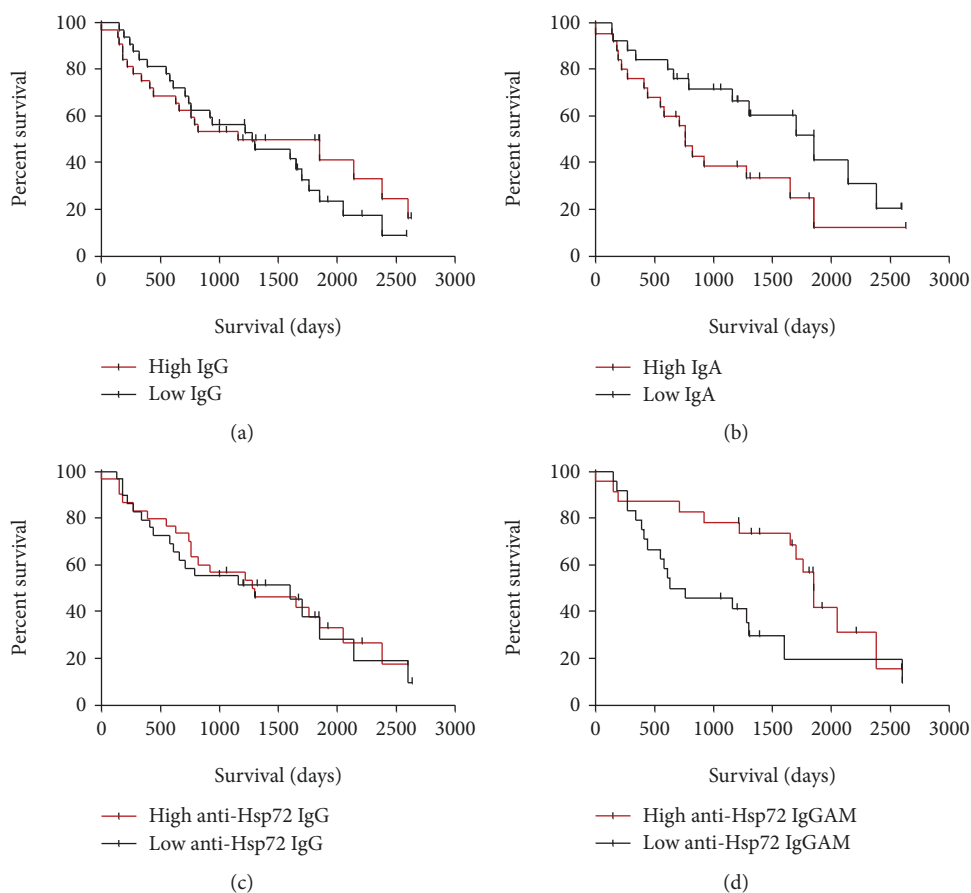 100
80
60
40
20
0
Percent survival
0 500 1000 1500 2000 2500 3000
Survival (days)
High IgG
Low IgG
(a)
100
80
60
40
20
0
Percent survival
0 500 1000 1500 2000 2500 3000
Survival (days)
High IgA
Low IgA
(b)
100
80
60
40
20
0
Percent survival
0 500 1000 1500 2000 2500 3000
Survival (days)
High anti-Hsp72 IgG
Low anti-Hsp72 IgG
(c)
100
80
60
40
20
0
Percent survival
0 500 1000 1500 2000 2500 3000
Survival (days)
High anti-Hsp72 IgGAM
Low anti-Hsp72 IgGAM
(d)